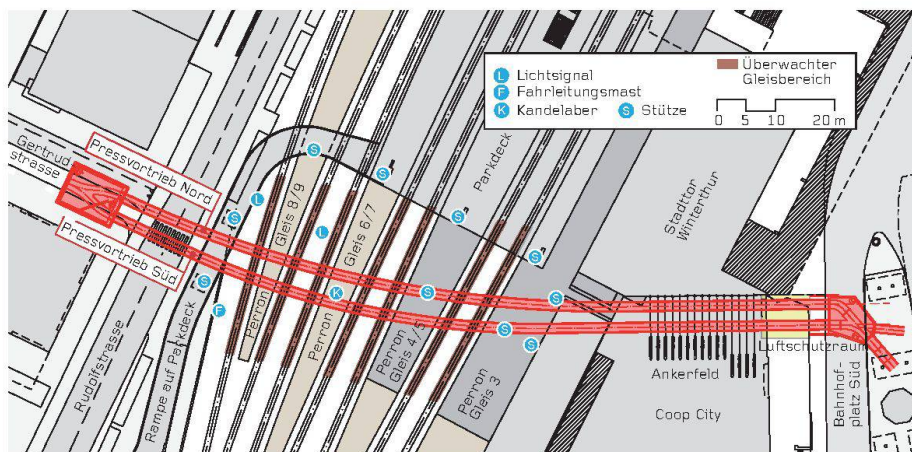 L Lichtsignal
F Fahrleitungsmast
K Kandelaber
S Stütze
Überwachter
Gleisbereich
0 5 10 20 m
Gertrud
strasse
Pressvortrieb Nord
Pressvortrieb Süd
Rudolfstrasse
Rampe auf Parkdeck
Perron Gleis 8/9
Perron Gleis 6/7
Perron
Gleis 4/5
Perron
Gleis 3
Parkdeck
Stadttor
Winterthur
Ankerfeld
Coop City
Luftschutzraum
Bahnhof-
platz Süd
S
L
S
S
L
S
S
S
S
F
K
S
S
S
S